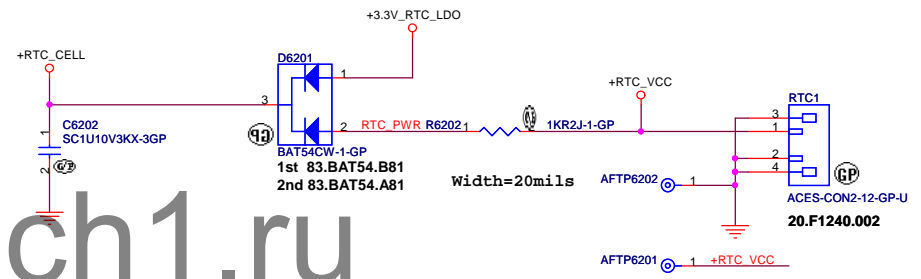 +3.3V_RTC_LDO
+RTC_CELL
D6201
1
3
+RTC_VCC
RTC1
3
1
C6202
SC1U10V3KX-3GP
1
2
2
RTC_PWR
R6202
1
1KR2J-1-GP
GP
BAT54CW-1-GP
1st 83.BAT54.B81
2nd 83.BAT54.A81
Width=20mils
AFTP6202
1
2
4
GP
ACES-CON2-12-GP-U
20.F1240.002
ch1.ru
AFTP6201
1
+RTC_VCC